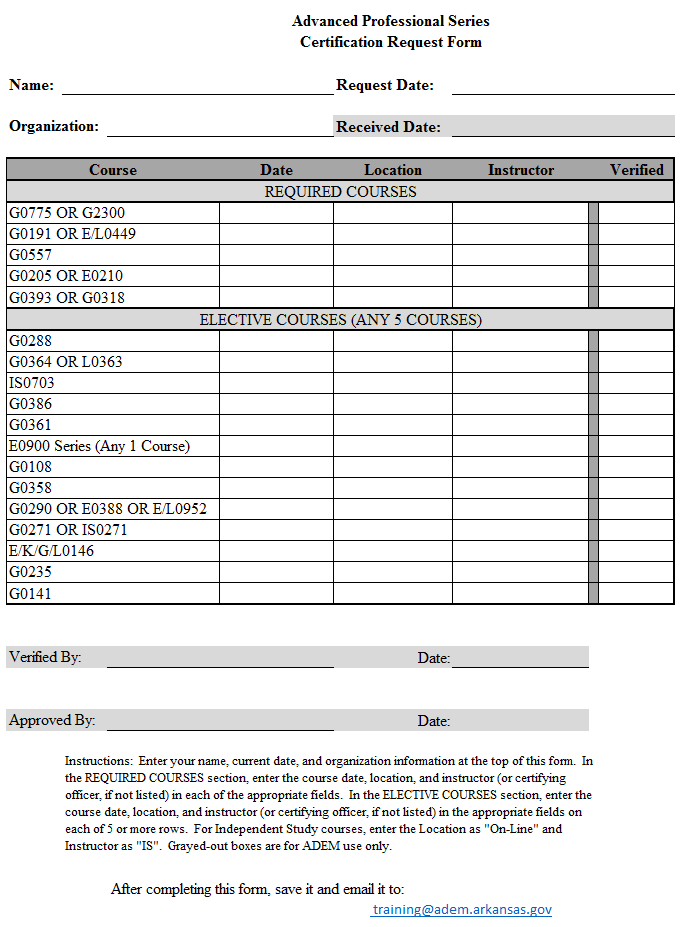 Advanced Professional Series
Certification Request Form
Name: Request Date:
Organization: Received Date:
Course Date Location Instructor Verified
REQUIRED COURSES
G0775 OR G2300
G0191 OR E/L0449
G0557
G0205 OR E0210
G0393 OR G0318
ELECTIVE COURSES (ANY 5 COURSES)
G0288
G0364 OR L0363
IS0703
G0386
G0361
E0900 Series (Any 1 Course)
G0108
G0358
G0290 OR E0388 OR E/L0952
G0271 OR IS0271
E/K/G/L0146
G0235
G0141
Verified By: Date:
Approved By: Date:
Instructions: Enter your name, current date, and organization information at the top of this form. In
the REQUIRED COURSES section, enter the course date, location, and instructor (or certifying
officer, if not listed) in each of the appropriate fields. In the ELECTIVE COURSES section, enter the
course date, location, and instructor (or certifying officer, if not listed) in the appropriate fields on
each of 5 or more rows. For Independent Study courses, enter the Location as "On-Line" and
Instructor as "IS". Grayed-out boxes are for ADEM use only.
After completing this form, save it and email it to:
training@adem.arkansas.gov